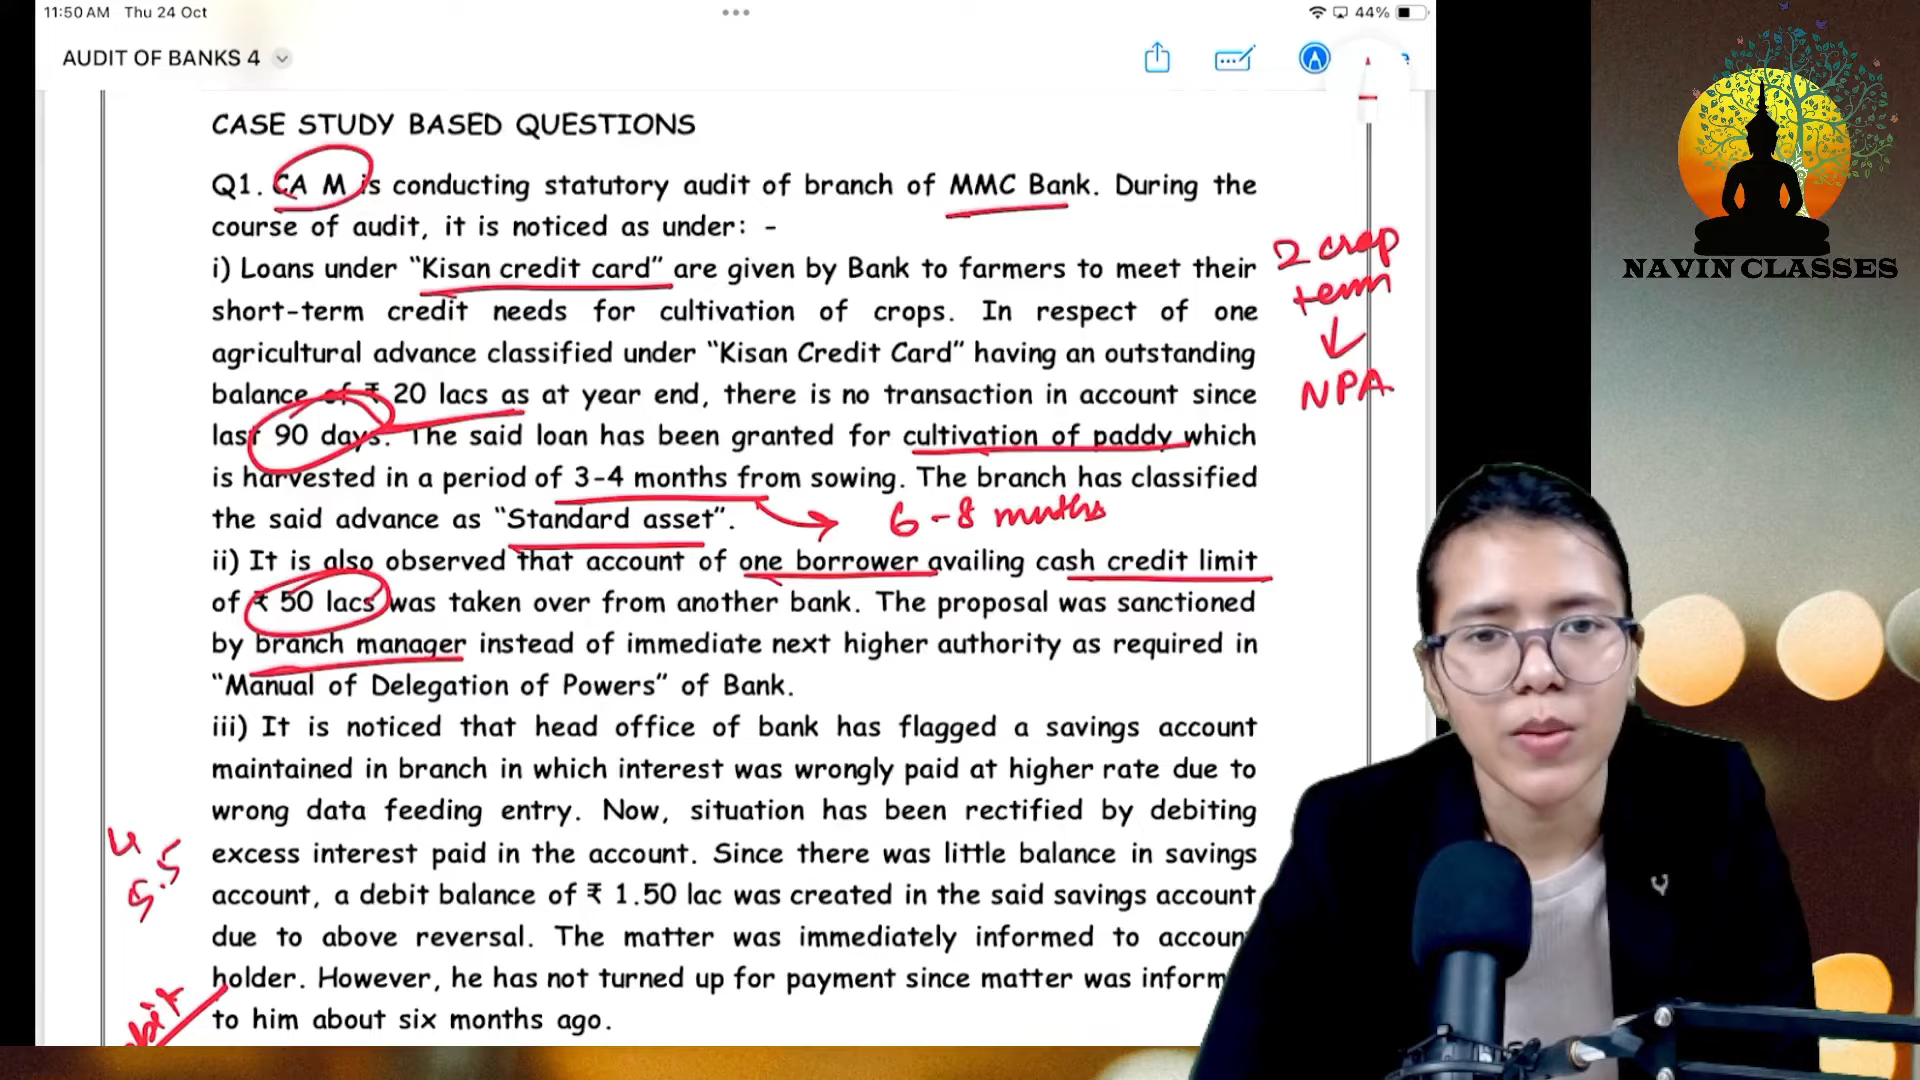 11:50 AM Thu 24 Oct
44%
AUDIT OF BANKS 4
CASE STUDY BASED QUESTIONS
Q1. CA M is conducting statutory audit of branch of MMC Bank. During the
course of audit, it is noticed as under: -
i) Loans under “Kisan credit card” are given by Bank to farmers to meet their
short-term credit needs for cultivation of crops. In respect of one
agricultural advance classified under “Kisan Credit Card” having an outstanding
balance of ₹ 20 lacs as at year end, there is no transaction in account since
last 90 days. The said loan has been granted for cultivation of paddy which
is harvested in a period of 3-4 months from sowing. The branch has classified
the said advance as “Standard asset”.
6-8 months
ii) It is also observed that account of one borrower availing cash credit limit
of ₹ 50 lacs was taken over from another bank. The proposal was sanctioned
by branch manager instead of immediate next higher authority as required in
“Manual of Delegation of Powers” of Bank.
iii) It is noticed that head office of bank has flagged a savings account
maintained in branch in which interest was wrongly paid at higher rate due to
wrong data feeding entry. Now, situation has been rectified by debiting
excess interest paid in the account. Since there was little balance in savings
account, a debit balance of ₹ 1.50 lac was created in the said savings account
due to above reversal. The matter was immediately informed to accoun
holder. However, he has not turned up for payment since matter was inform
to him about six months ago.
2 crop
term
NPA
4
5.5
NAVIN CLASSES